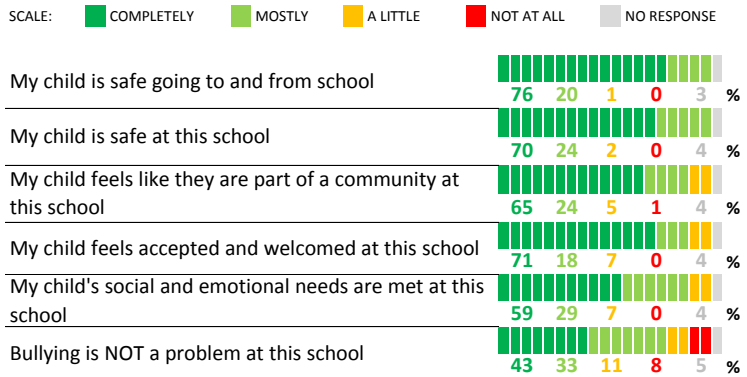 SCALE: COMPLETELY MOSTLY A LITTLE NOT AT ALL NO RESPONSE
My child is safe going to and from school
76 20 1 0 3 %
My child is safe at this school
70 24 2 0 4 %
My child feels like they are part of a community at
this school
65 24 5 1 4 %
My child feels accepted and welcomed at this school
71 18 7 0 4 %
My child's social and emotional needs are met at this
school
59 29 7 0 4 %
Bullying is NOT a problem at this school
43 33 11 8 5 %